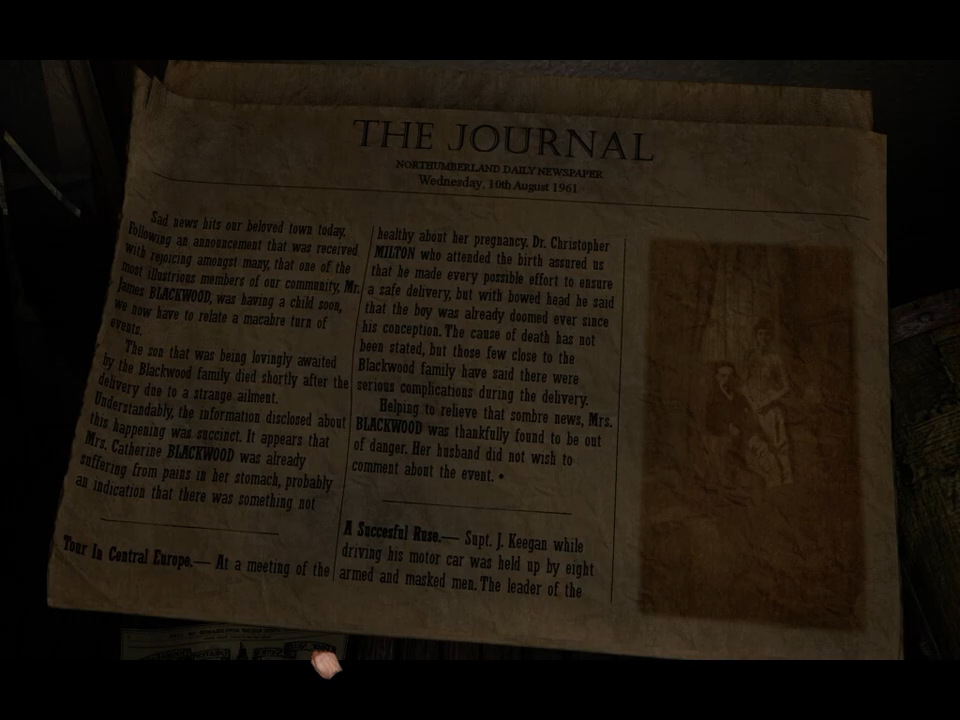 THE JOURNAL
NORTHUMBERLAND DAILY NEWSPAPER
Wednesday, 10th August 1961
Sad news hits our beloved town today.
Following an announcement that was received
with rejoicing amongst many, that one of the
most illustrious members of our community, Mr.
James BLACKWOOD, was having a child soon,
we now have to relate a macabre turn of
events.
The son that was being lovingly awaited
by the Blackwood family died shortly after the
delivery due to a strange ailment.
Understandably, the information disclosed about
this happening was succinct. It appears that
Mrs. Catherine BLACKWOOD was already
suffering from pains in her stomach, probably
an indication that there was something not
Tour In Central Europe.— At a meeting of the
healthy about her pregnancy. Dr. Christopher
MILTON who attended the birth assured us
that he made every possible effort to ensure
a safe delivery, but with bowed head he said
that the boy was already doomed ever since
his conception. The cause of death has not
been stated, but those few close to the
Blackwood family have said there were
serious complications during the delivery.
Helping to relieve that sombre news, Mrs.
BLACKWOOD was thankfully found to be out
of danger. Her husband did not wish to
comment about the event. •
A Succesful Ruse.— Supt. J. Keegan while
driving his motor car was held up by eight
armed and masked men. The leader of the